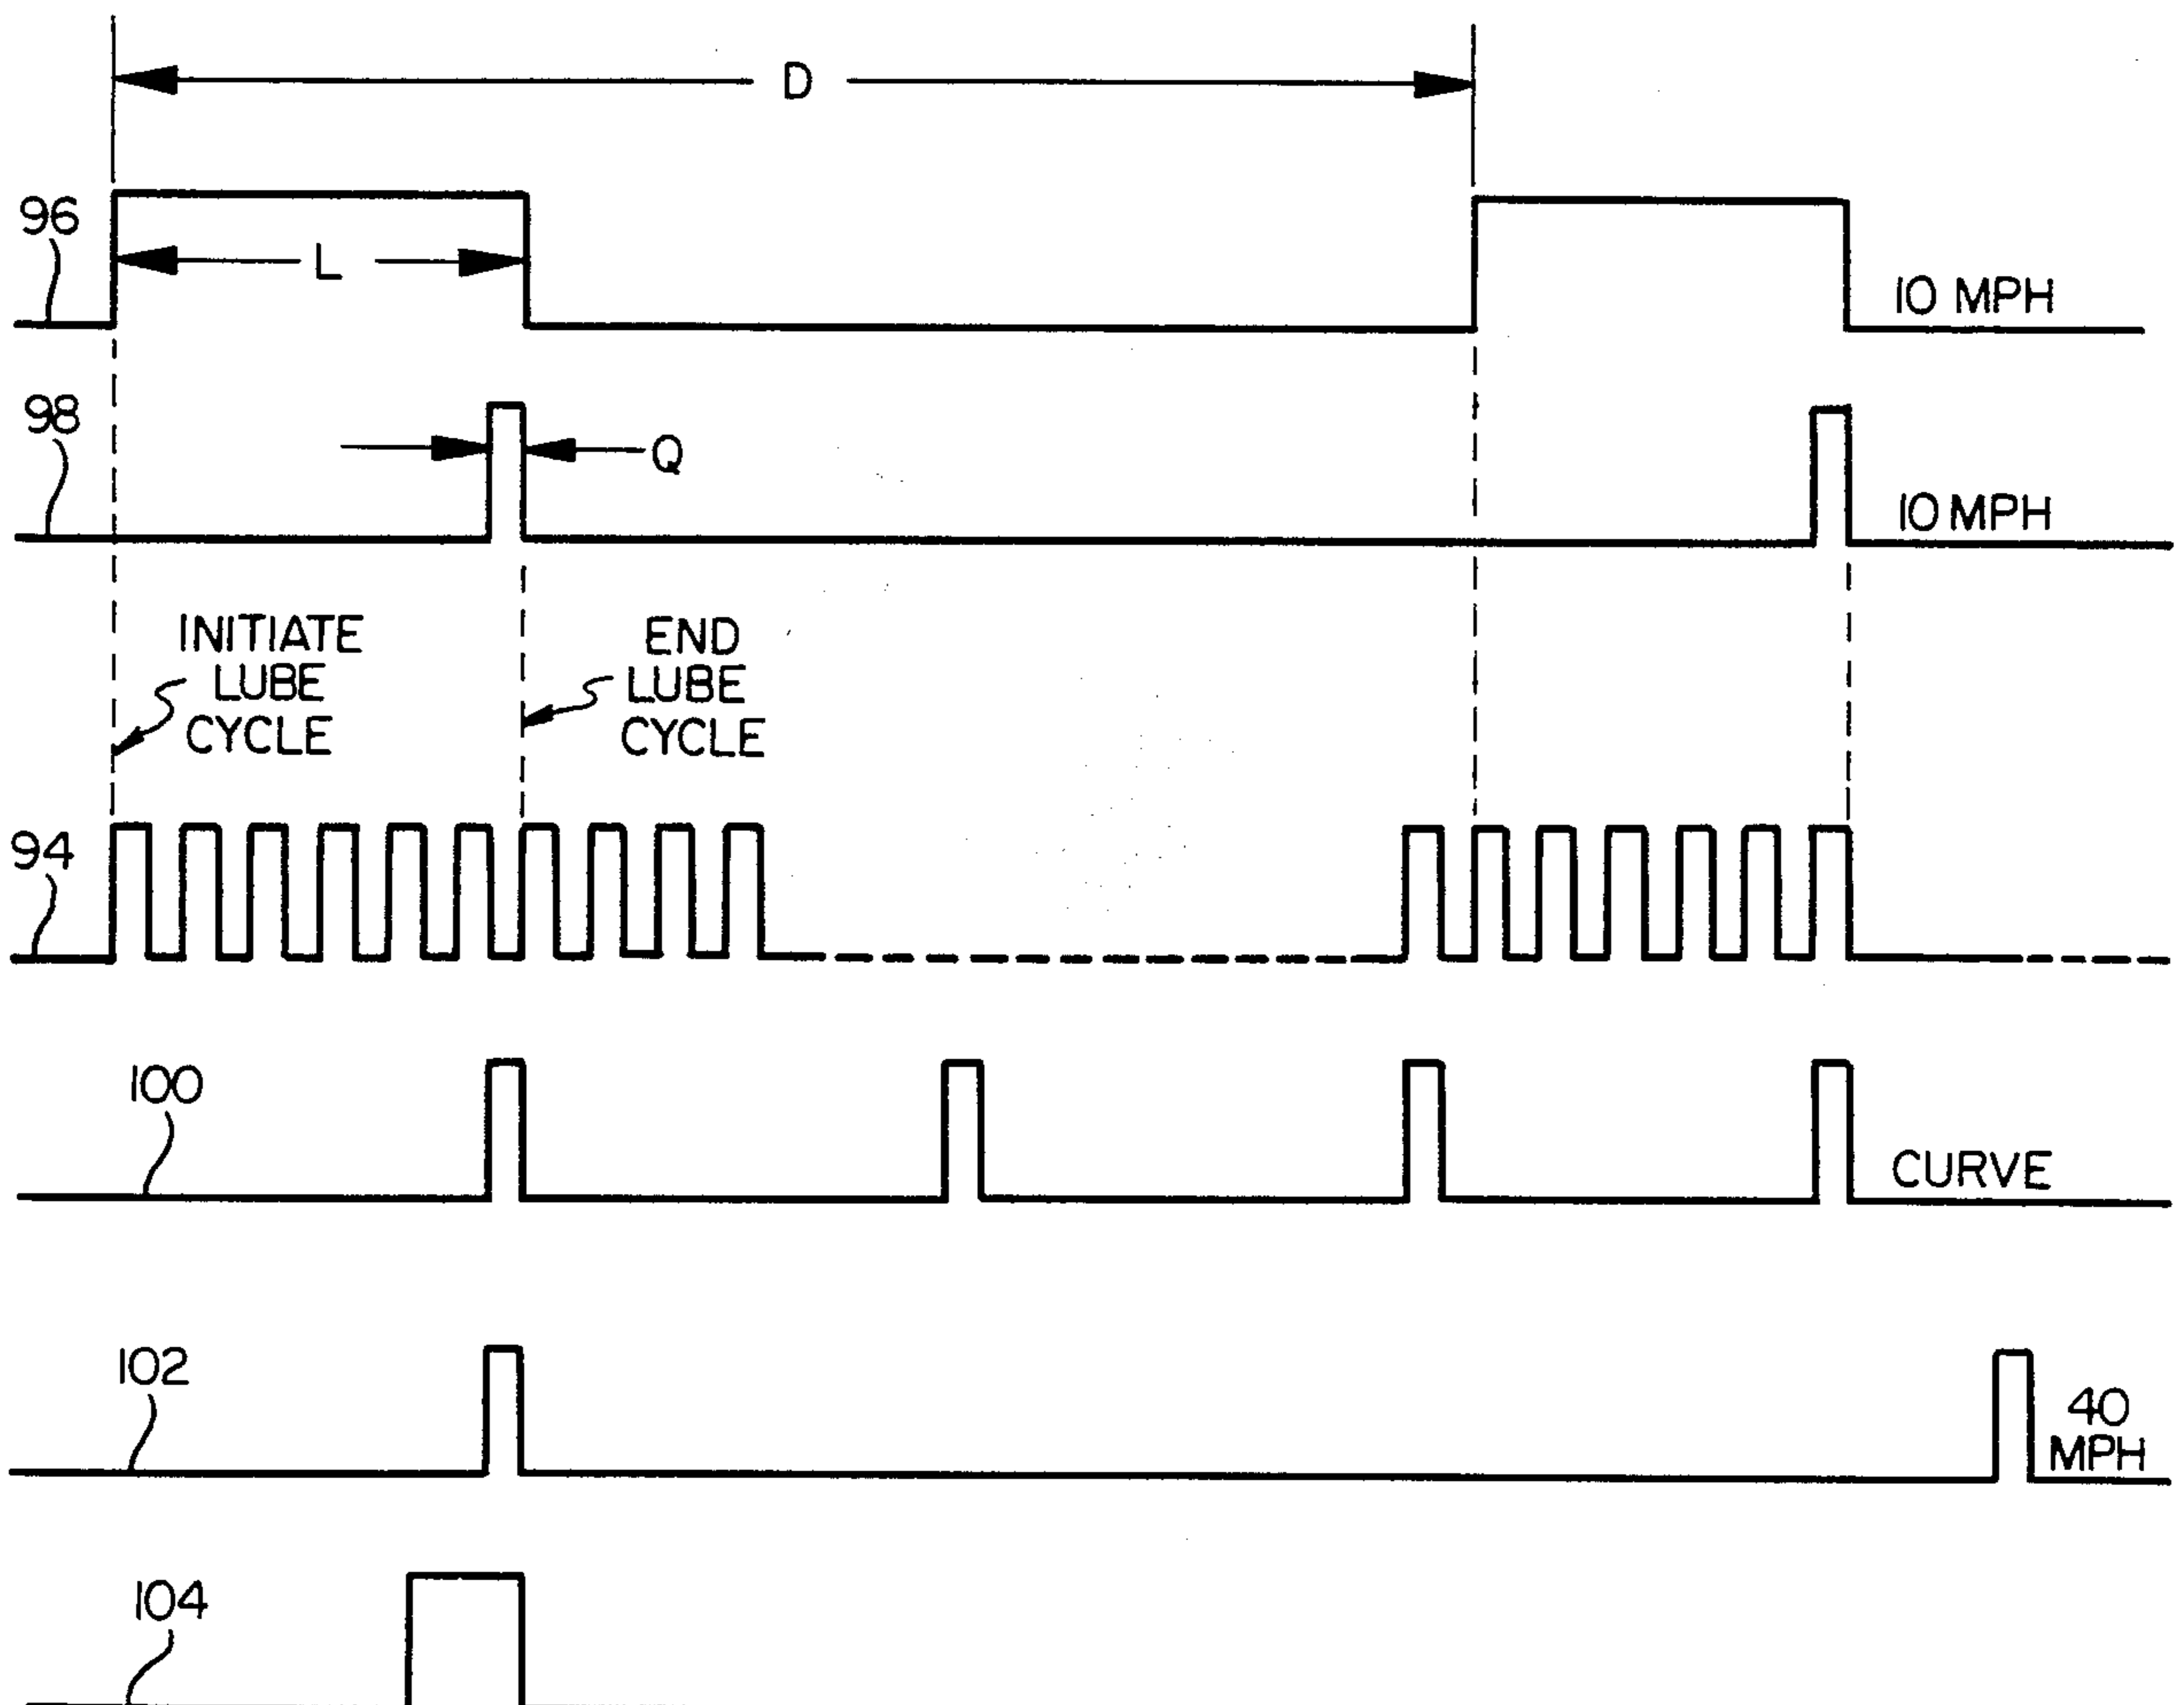 D
96
L
10 MPH
98
Q
10 MPH
INITIATE
LUBE
CYCLE
END
LUBE
CYCLE
94
100
CURVE
102
40
MPH
104